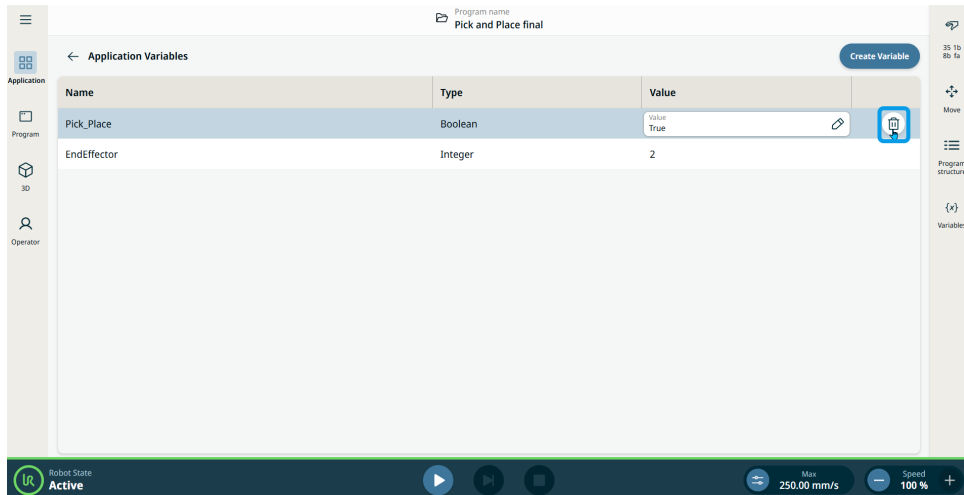 Program name
Pick and Place final
35 1b
8b fa
Application
Application Variables
Create Variable
Name Type Value
Pick_Place Boolean Value True
EndEffector Integer 2
Program
3D
Operator
Move
Program
structure
{x}
Variables
UR
Robot State
Active
Max
250.00 mm/s
Speed
100 %